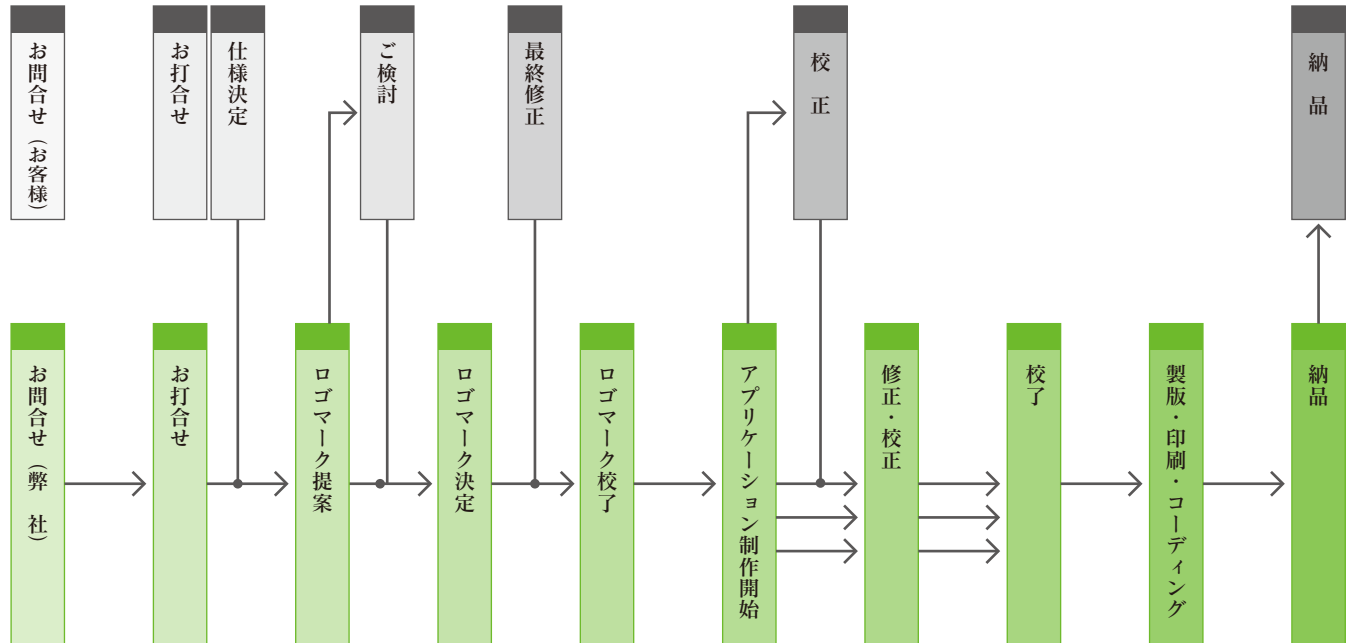 お問合せ（お客様）
お打合せ
仕様決定
ご検討
最終修正
校　正
納　品
お問合せ（弊　社）
お打合せ
ロゴマーク提案
ロゴマーク決定
ロゴマーク校了
アプリケーション制作開始
修正・校正
校了
製版・印刷・コーディング
納品